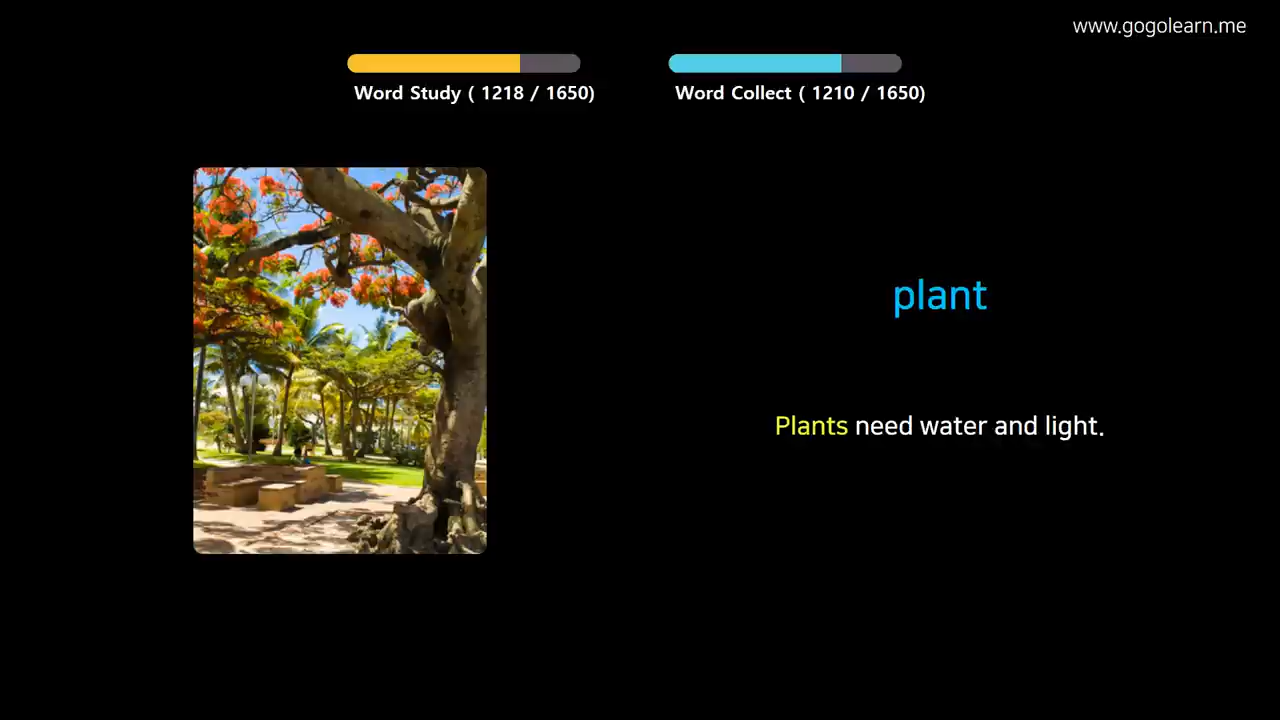 www.gogolearn.me
Word Study ( 1218 / 1650)
Word Collect ( 1210 / 1650)
plant
Plants need water and light.